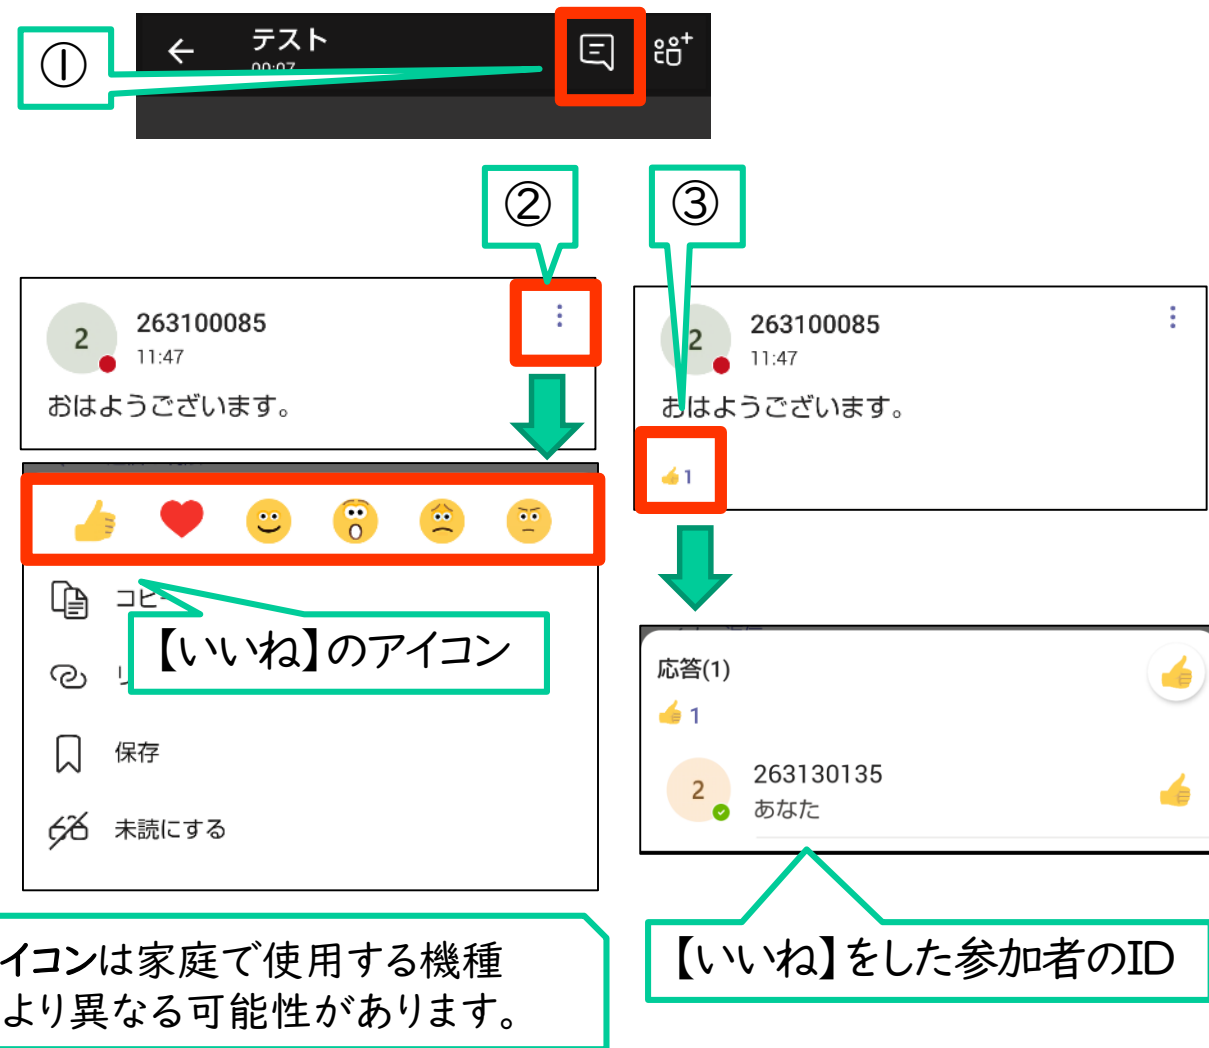 ①
テスト
00:07
②
③
2
263100085
11:47
おはようございます。
コピー
【いいね】のアイコン
保存
未読にする
2
263100085
11:47
おはようございます。
1
応答(1)
1
2
263130135
あなた
【いいね】をした参加者のID
イコンは家庭で使用する機種
より異なる可能性があります。